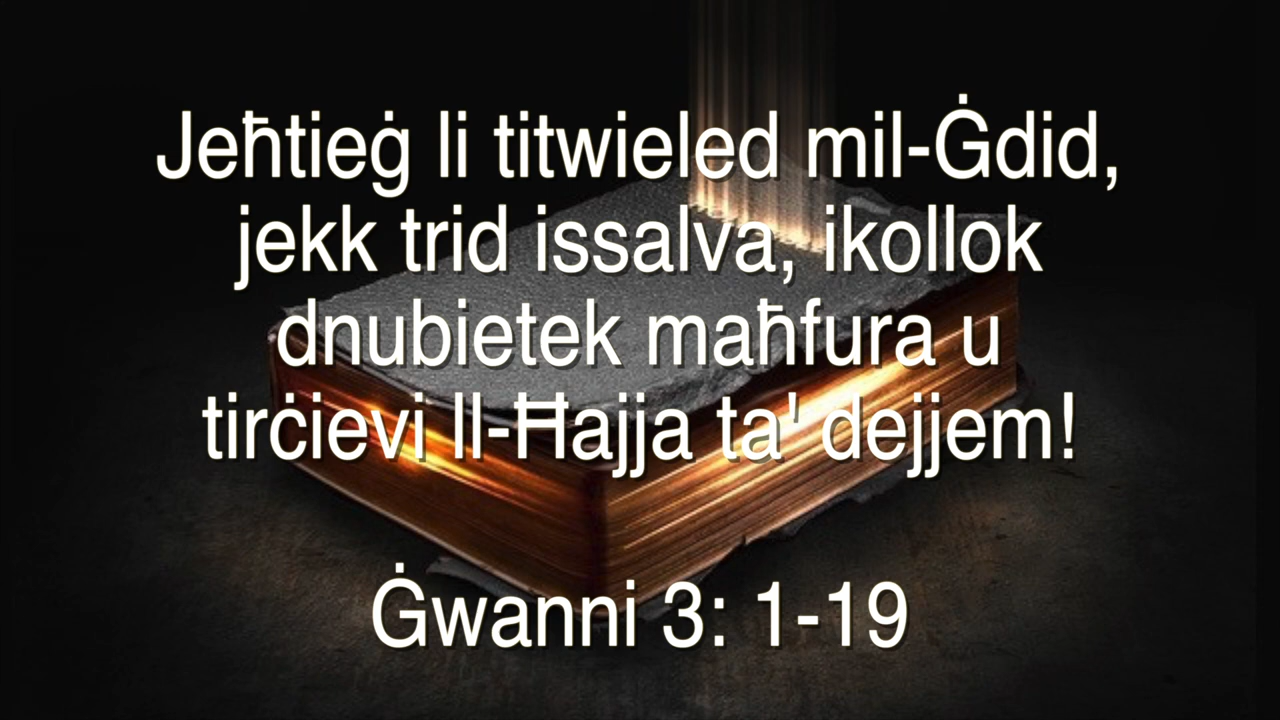 Jeħtieġ li titwieled mil-Ġdid,
jekk trid issalva, ikollok
dnubietek maħfura u
tirċievi ll-Ħajja ta' dejjem!
Ġwanni 3: 1-19